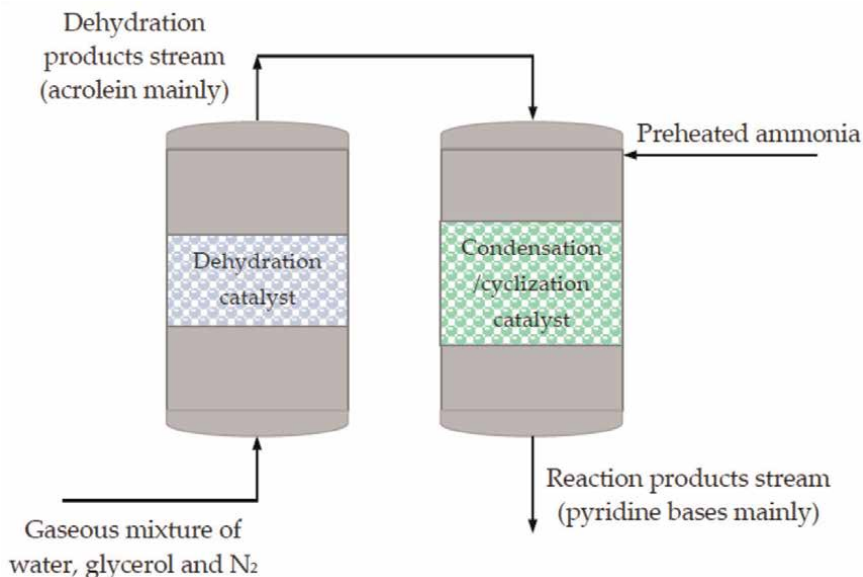 Dehydration
products stream
(acrolein mainly)
Preheated ammonia
Dehydration
catalyst
Condensation
/cyclization
catalyst
Reaction products stream
(pyridine bases mainly)
Gaseous mixture of
water, glycerol and N₂